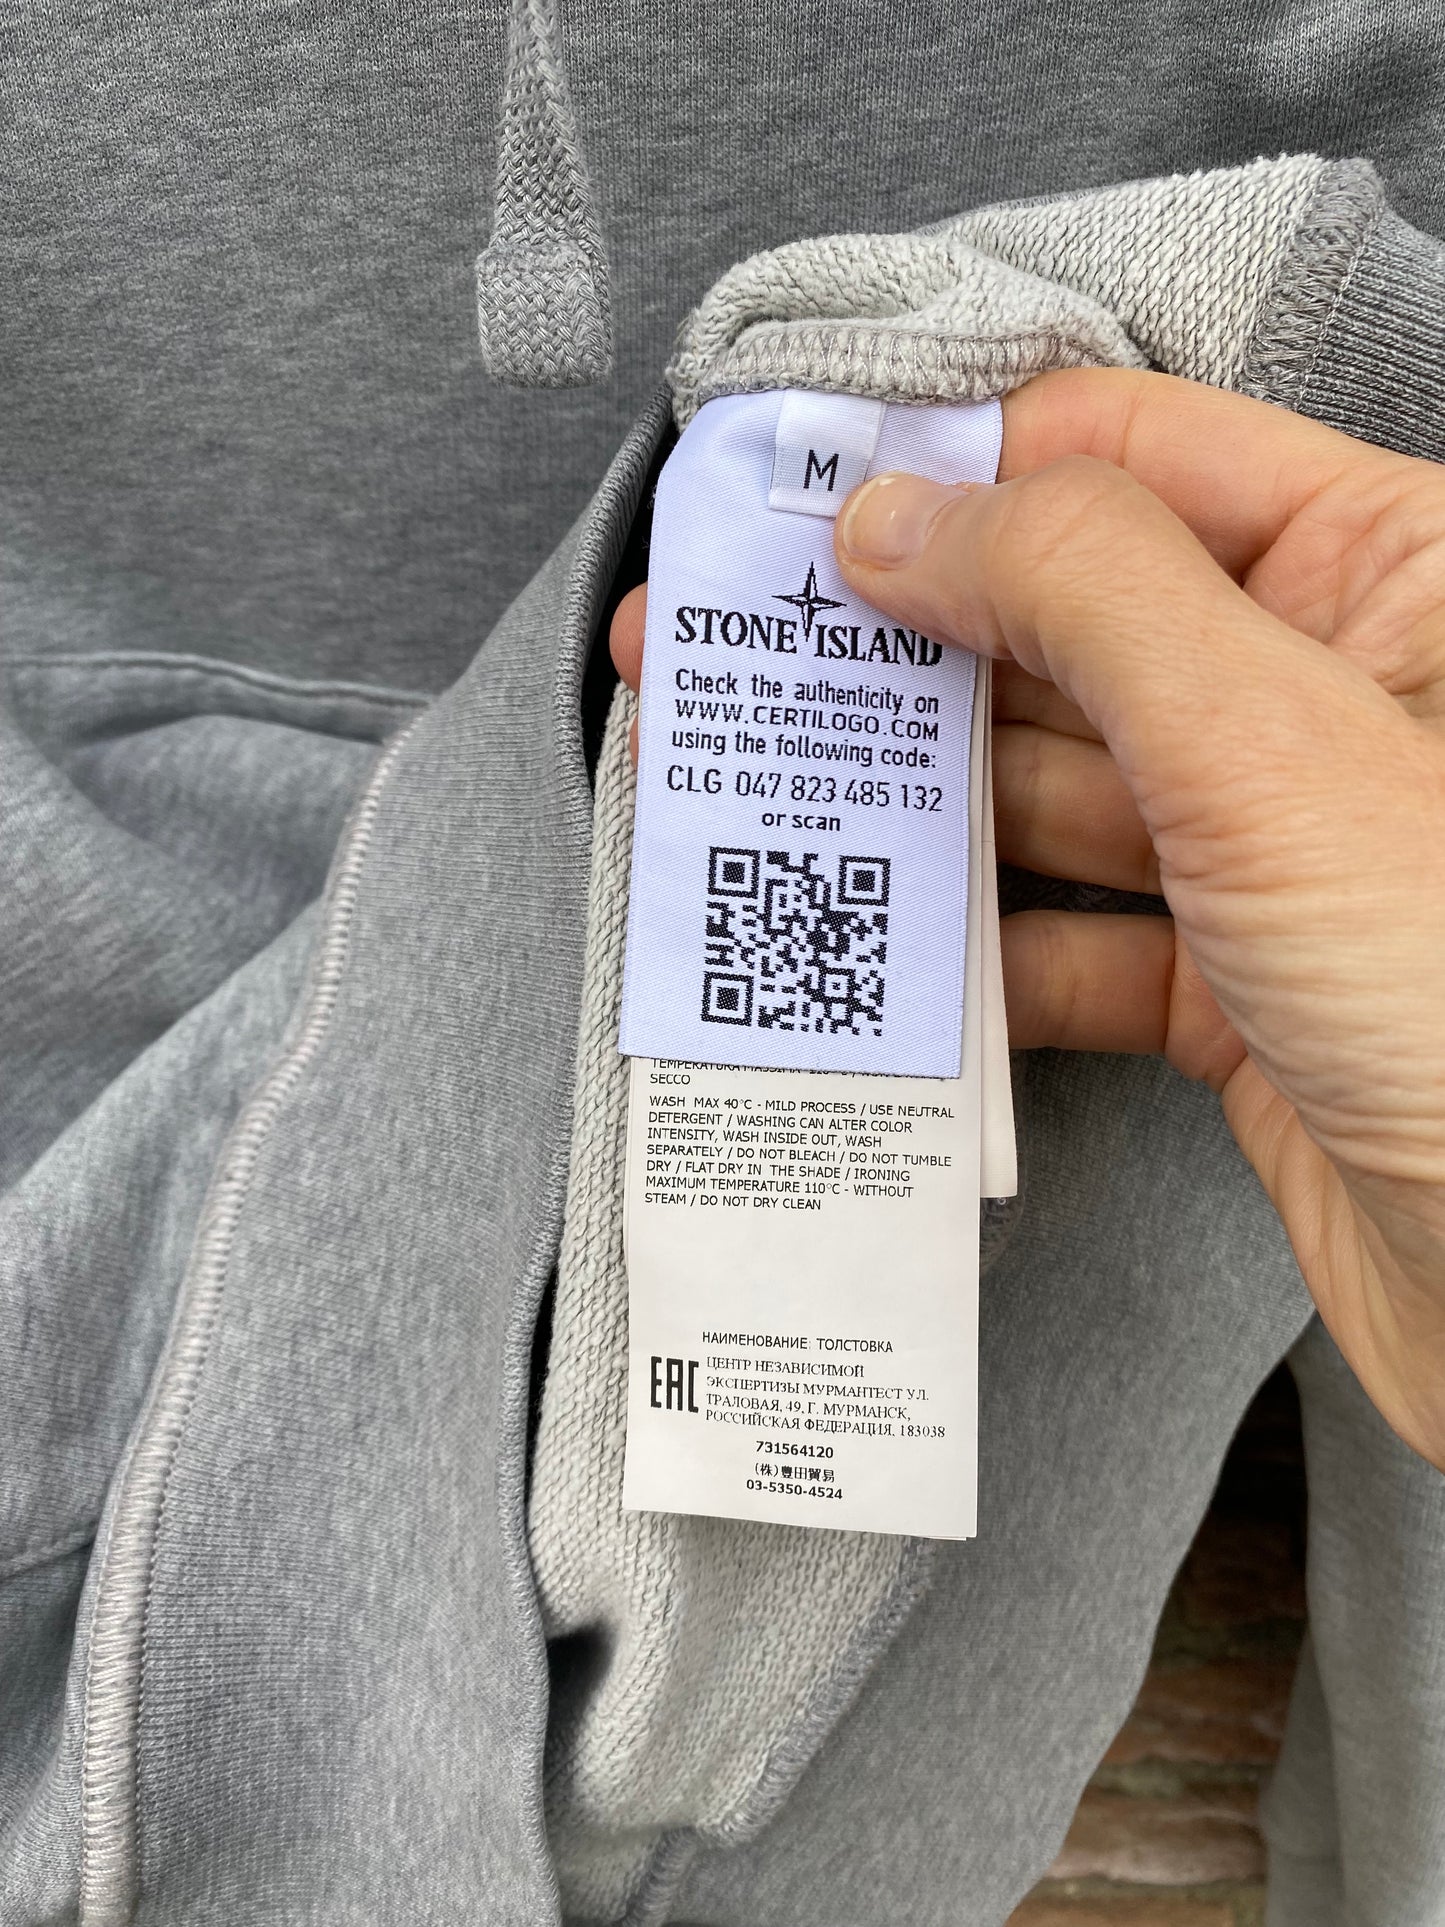 M
STONE ISLAND
Check the authenticity on
WWW.CERTILOGO.COM
using the following code:
CLG 047 823 485 132
or scan
TEMPERATURA MASSIMA
SECCO
WASH MAX 40°C - MILD PROCESS / USE NEUTRAL
DETERGENT / WASHING CAN ALTER COLOR
INTENSITY, WASH INSIDE OUT, WASH
SEPARATELY / DO NOT BLEACH / DO NOT TUMBLE
DRY / FLAT DRY IN THE SHADE / IRONING
MAXIMUM TEMPERATURE 110°C - WITHOUT
STEAM / DO NOT DRY CLEAN
НАИМЕНОВАНИЕ: ТОЛСТОВКА
EAC
ЦЕНТР НЕЗАВИСИМОЙ
ЭКСПЕРТИЗЫ МУРМАНТЕСТ УЛ.
ТРАЛОВАЯ, 49, Г. МУРМАНСК,
РОССИЙСКАЯ ФЕДЕРАЦИЯ, 183038
731564120
(株)豊田貿易
03-5350-4524